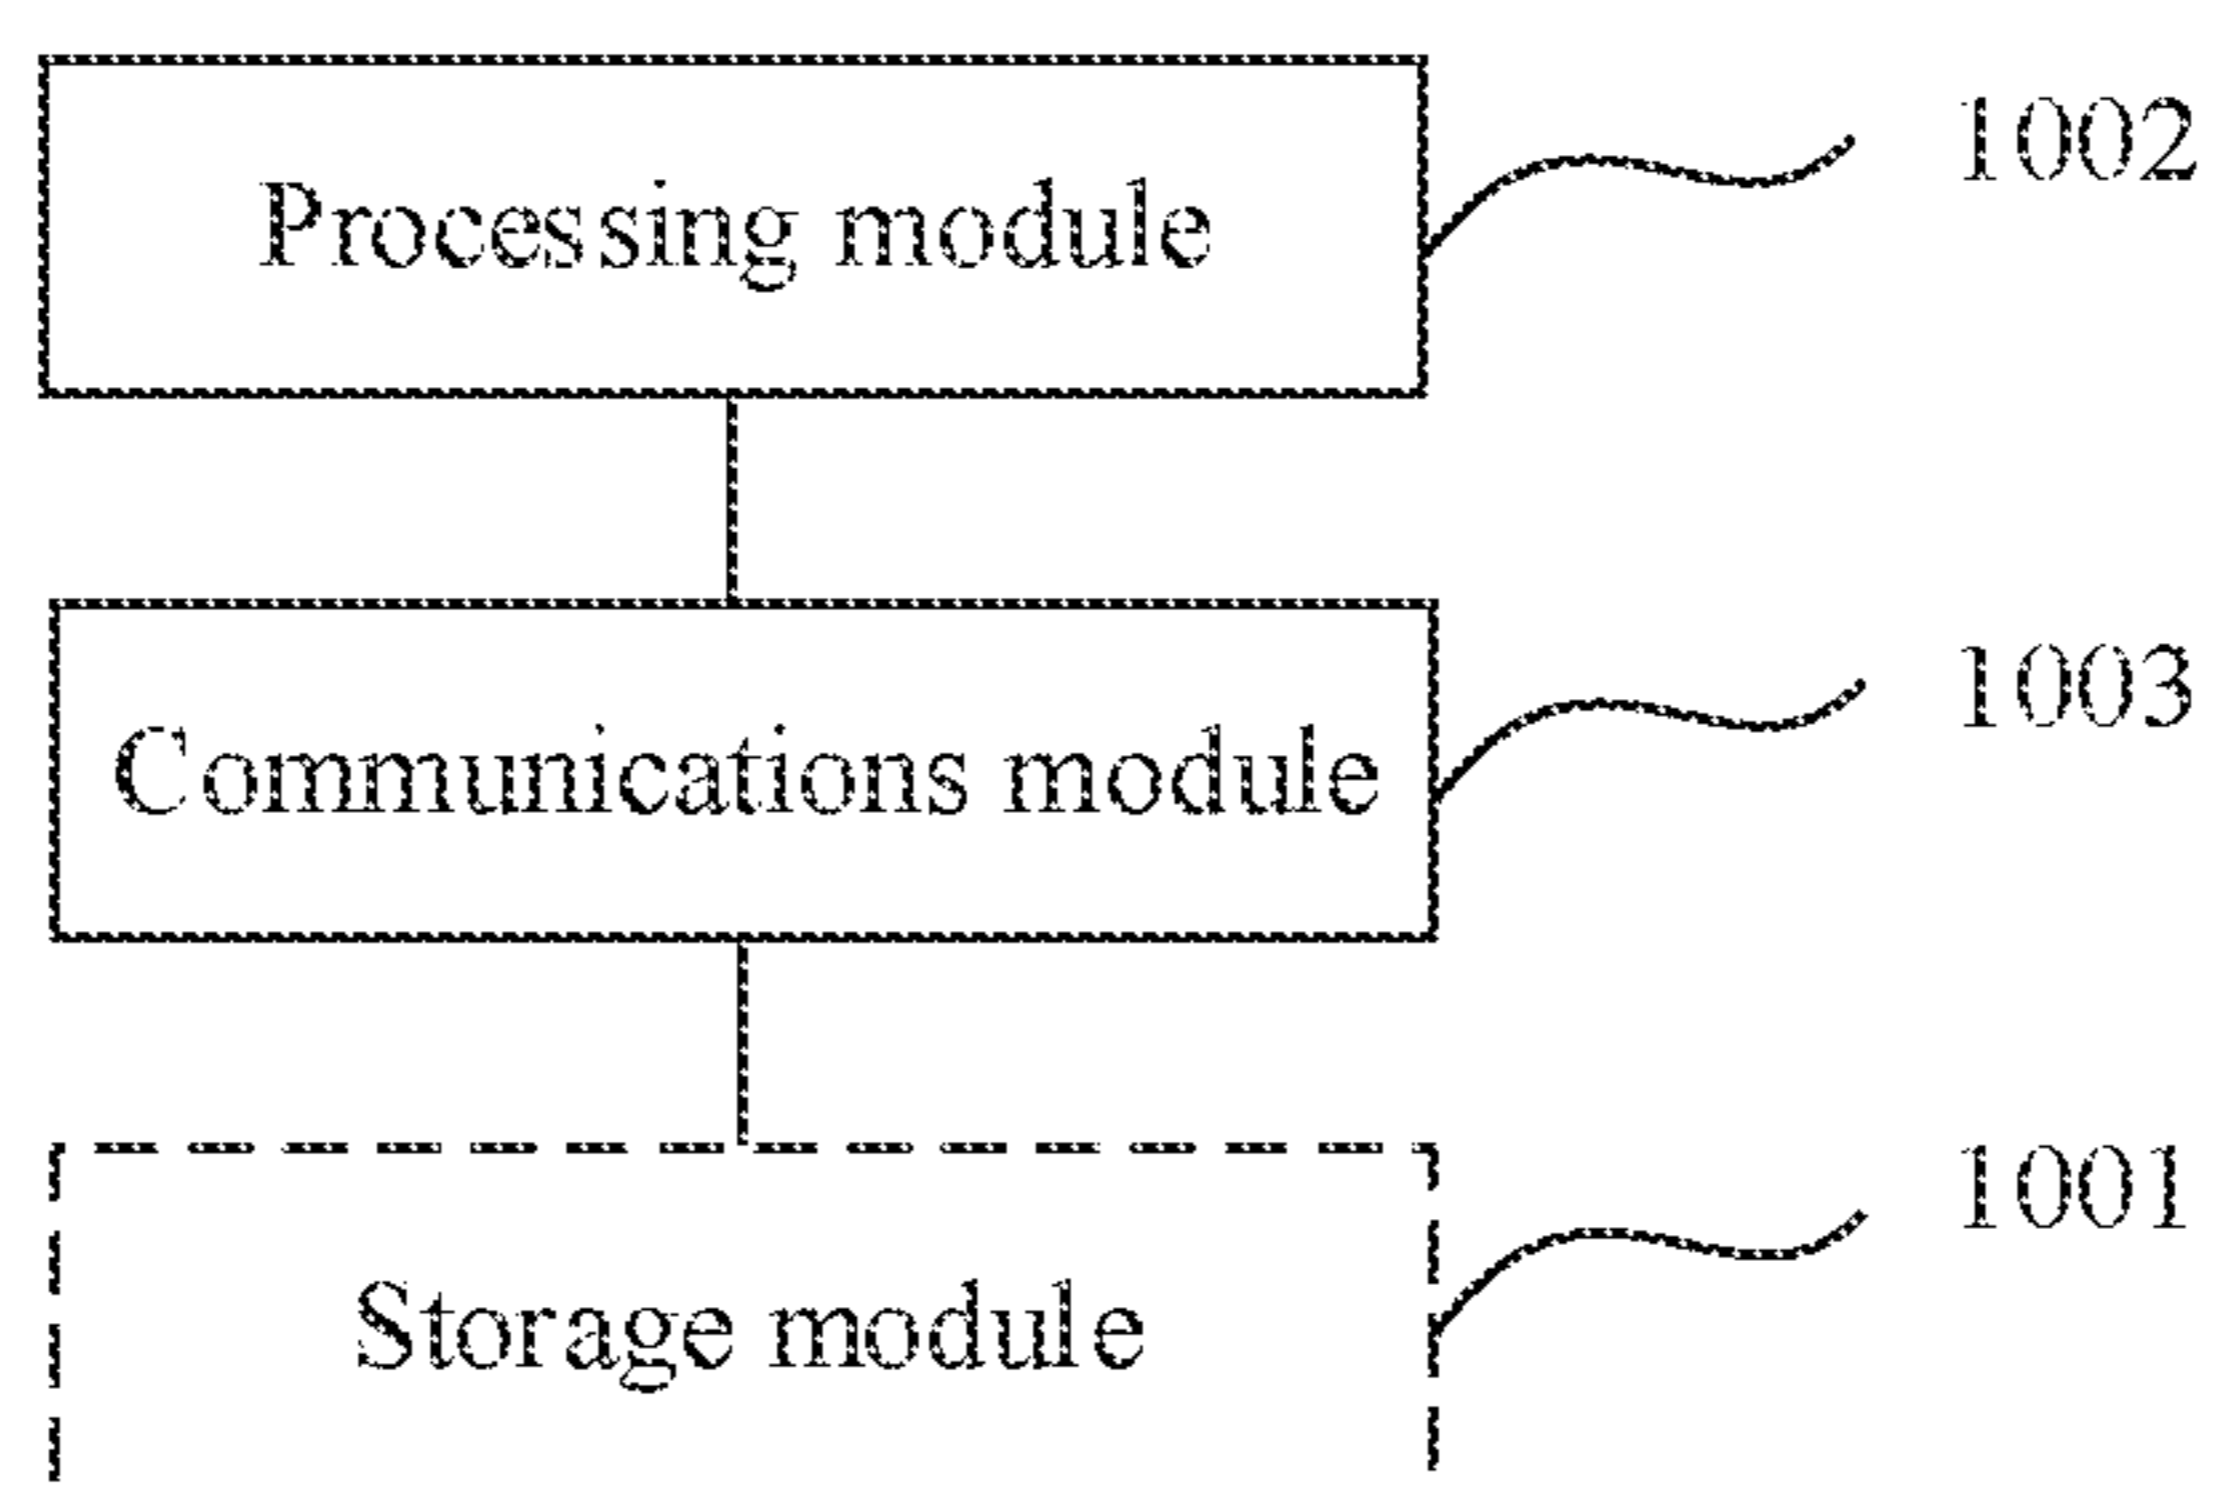 Processing module
1002
Communications module
1003
Storage module
1001